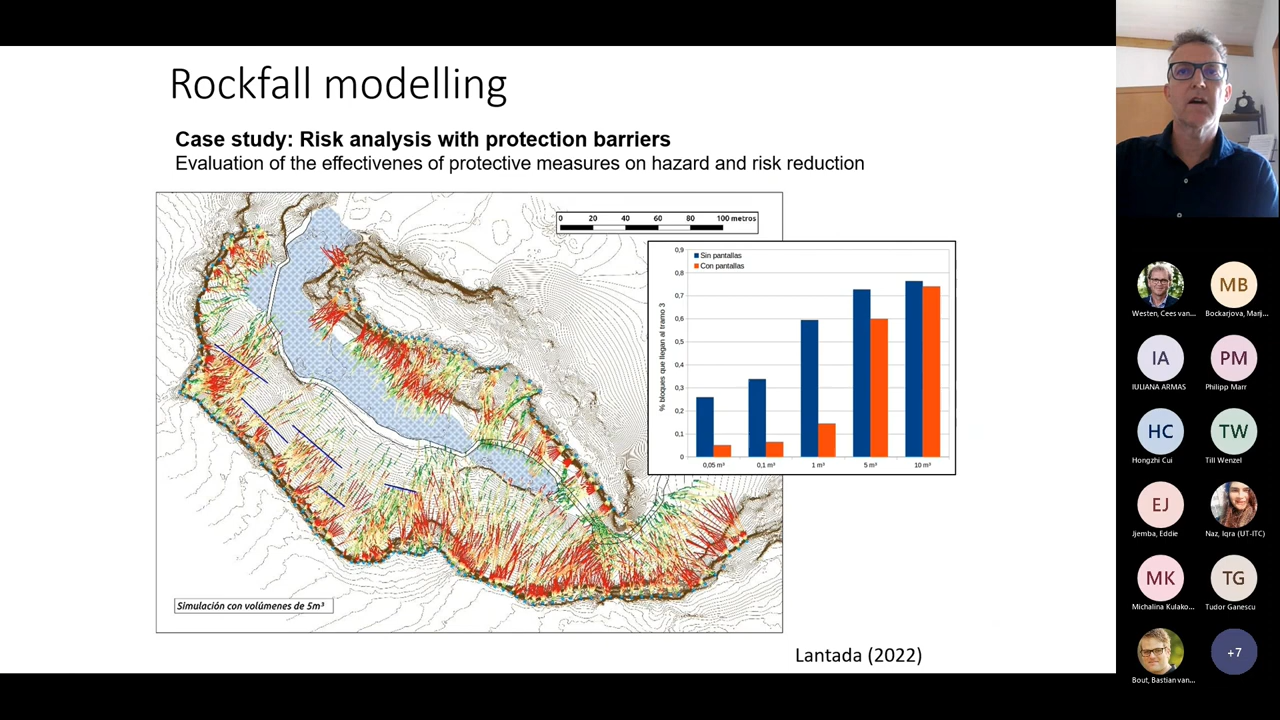 Rockfall modelling
Case study: Risk analysis with protection barriers
Evaluation of the effectivenes of protective measures on hazard and risk reduction
0 20 40 60 80 100 metros
Simulación con volúmenes de 5m³
0,9
0,8
0,7
0,6
0,5
0,4
0,3
0,2
0,1
0
% bloques que llegan al tramo 3
Sin pantallas
Con pantallas
0,05 m³ 0,1 m³ 1 m³ 5 m³ 10 m³
Lantada (2022)
Westen, Cees van...
MB
Bockarjova, Marj...
IA
IULIANA ARMAS
PM
Philipp Marr
HC
Hongzhi Cui
TW
Till Wenzel
EJ
Jjemba, Eddie
Naz, Iqra (UT-ITC)
MK
Michalina Kulako...
TG
Tudor Ganescu
Bout, Bastian van...
+7